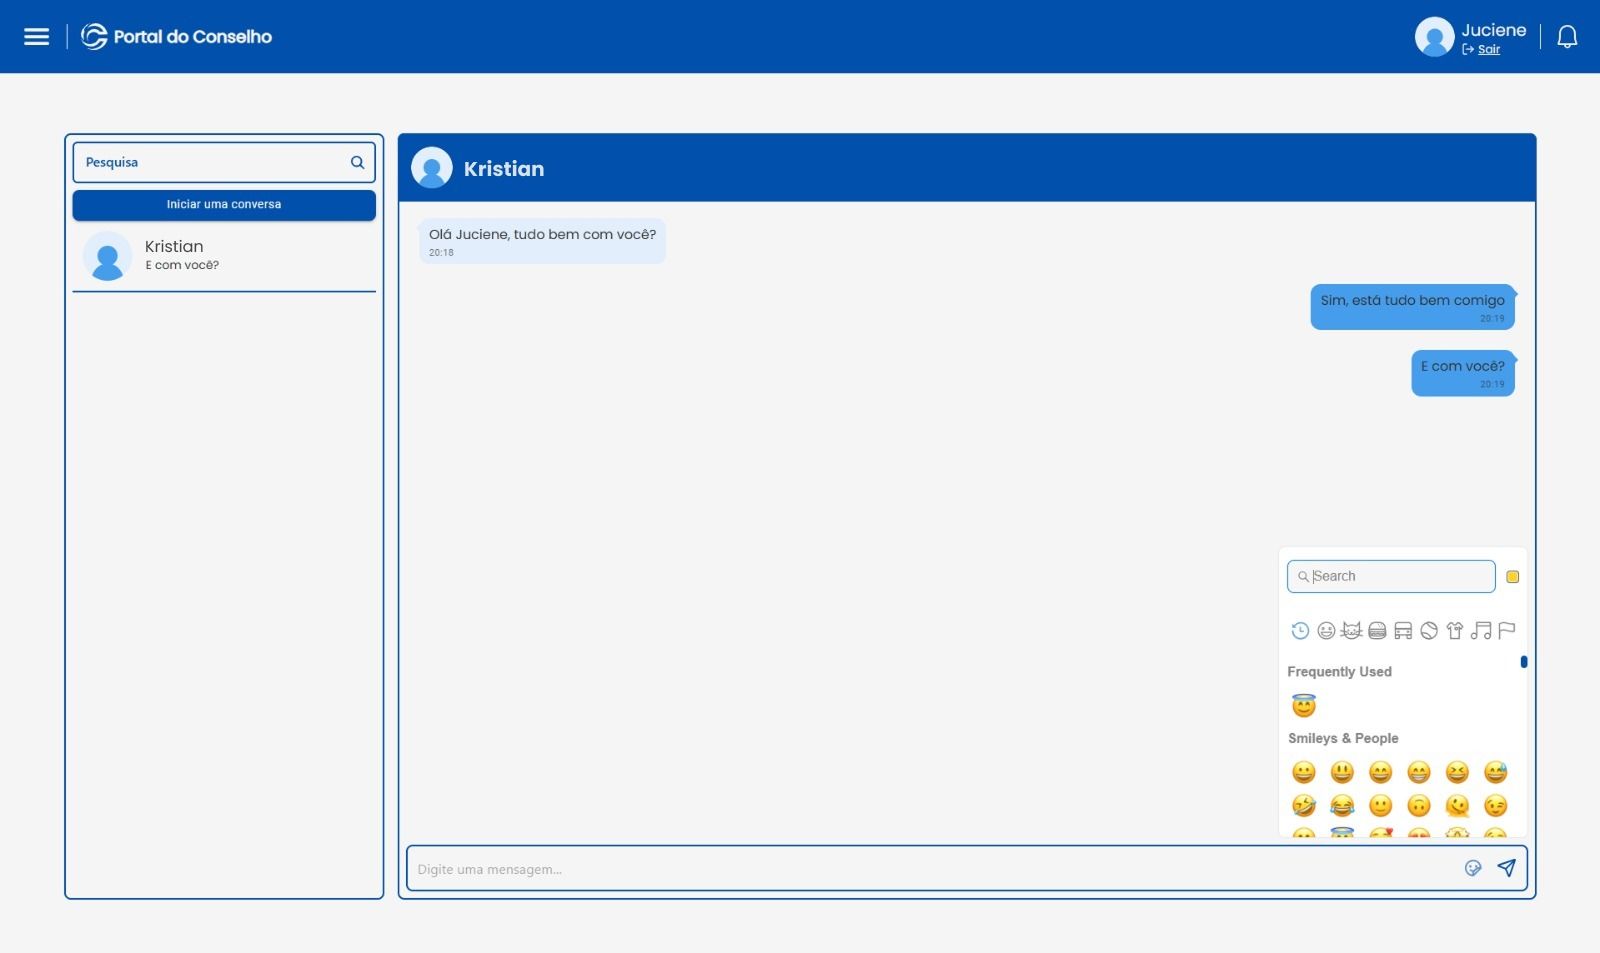 Portal do Conselho
Juciene
Sair
Pesquisa
Iniciar uma conversa
Kristian
E com você?
Kristian
Olá Juciene, tudo bem com você?
20:18
Sim, está tudo bem comigo
20:19
E com você?
20:19
Search
Frequently Used
Smileys & People
Digite uma mensagem...